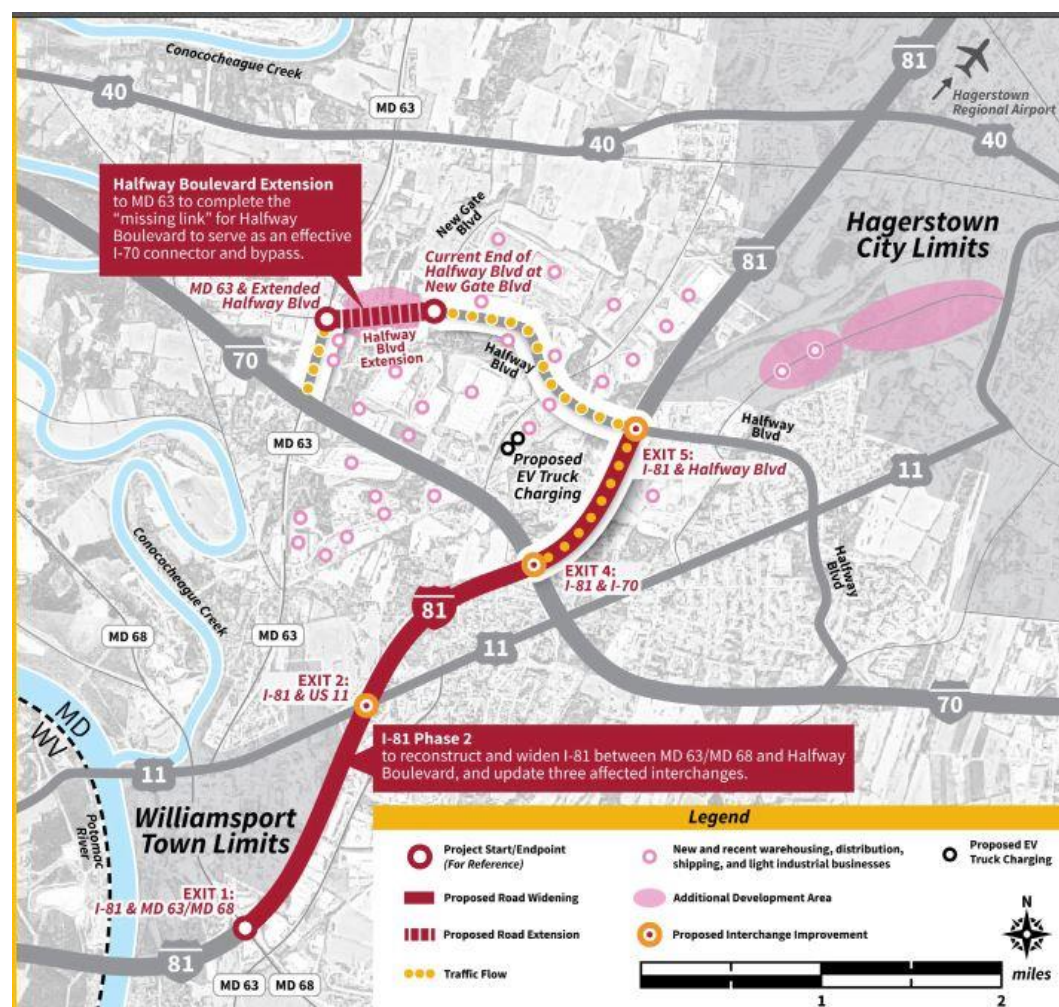 Conococheague Creek
40
MD 63
40
81
Hagerstown
Regional Airport
40
Halfway Boulevard Extension
to MD 63 to complete the
“missing link” for Halfway
Boulevard to serve as an effective
I-70 connector and bypass.
New Gate
Blvd
Hagerstown
City Limits
81
Current End of
Halfway Blvd at
New Gate Blvd
MD 63 & Extended
Halfway Blvd
Halfway
Blvd
Extension
Halfway
Blvd
70
MD 63
Halfway
Blvd
EXIT 5:
I-81 & Halfway Blvd
11
Proposed
EV Truck
Charging
Conococheague Creek
EXIT 4:
I-81 & I-70
Halfway
Blvd
81
MD 68
MD 63
11
EXIT 2:
I-81 & US 11
70
MD
WV
11
I-81 Phase 2
to reconstruct and widen I-81 between MD 63/MD 68 and Halfway
Boulevard, and update three affected interchanges.
Potomac
River
Williamsport
Town Limits
EXIT 1:
I-81 & MD 63/MD 68
81
MD 63
MD 68
Legend
Project Start/Endpoint
(For Reference)
New and recent warehousing, distribution,
shipping, and light industrial businesses
Proposed EV
Truck Charging
Proposed Road Widening
Additional Development Area
Proposed Road Extension
Proposed Interchange Improvement
Traffic Flow
N
miles
1
2